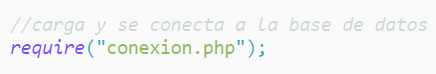 //carga y se conecta a la base de datos
require("conexion.php");